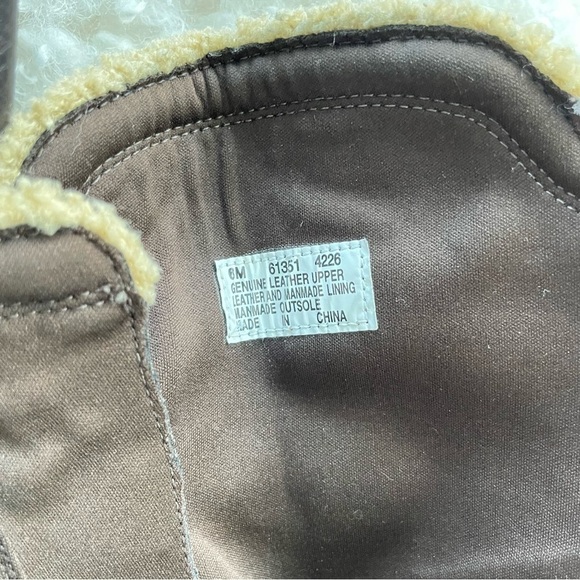 6M 61351 4226
GENUINE LEATHER UPPER
LEATHER AND MANMADE LINING
MANMADE OUTSOLE
MADE IN CHINA